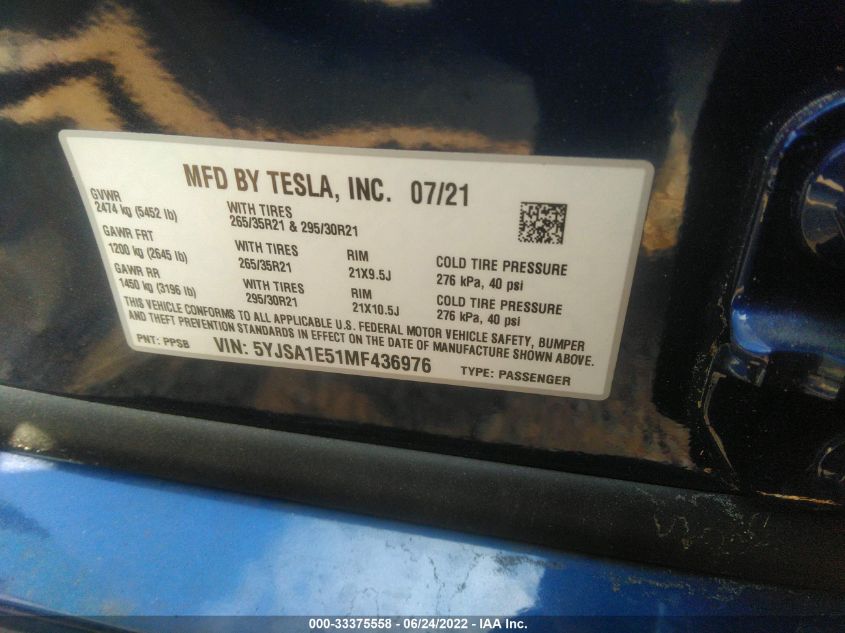 MFD BY TESLA, INC. 07/21
GVWR
2474 kg (5452 lb)
WITH TIRES
265/35R21 & 295/30R21
GAWR FRT
1200 kg (2645 lb)
WITH TIRES
265/35R21
RIM
21X9.5J
COLD TIRE PRESSURE
276 kPa, 40 psi
GAWR RR
1450 kg (3196 lb)
WITH TIRES
295/30R21
RIM
21X10.5J
COLD TIRE PRESSURE
276 kPa, 40 psi
THIS VEHICLE CONFORMS TO ALL APPLICABLE U.S. FEDERAL MOTOR VEHICLE SAFETY, BUMPER
AND THEFT PREVENTION STANDARDS IN EFFECT ON THE DATE OF MANUFACTURE SHOWN ABOVE.
PNT: PPSB VIN: 5YJSA1E51MF436976 TYPE: PASSENGER
000-33375558 - 06/24/2022 - IAA Inc.